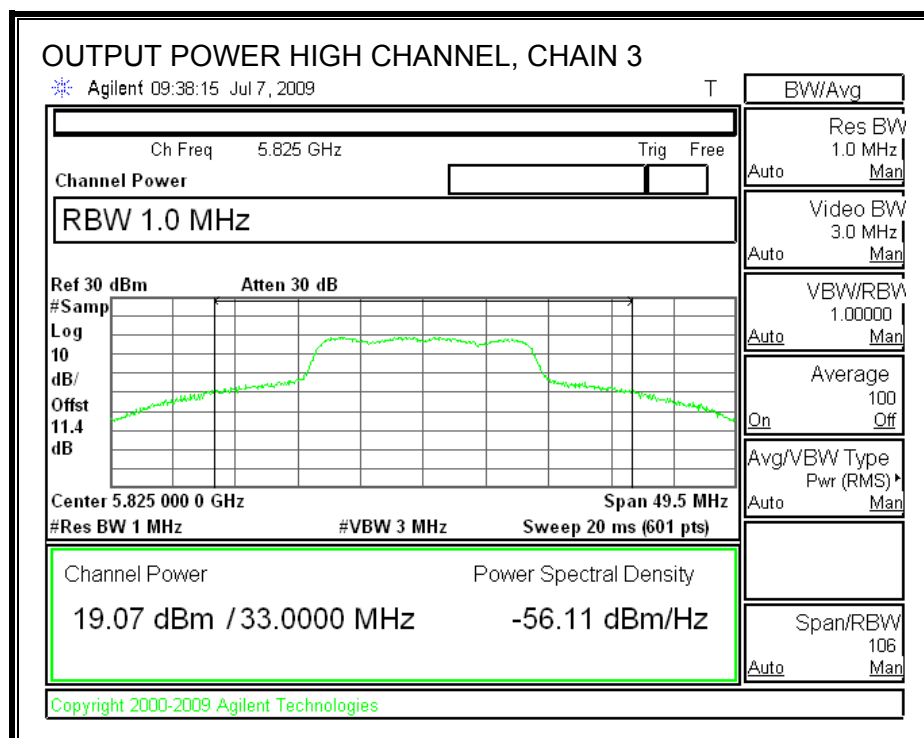 OUTPUT POWER HIGH CHANNEL, CHAIN 3
Agilent 09:38:15 Jul 7, 2009 T
BW/Avg
Ch Freq 5.825 GHz Trig Free
Channel Power
RBW 1.0 MHz
Ref 30 dBm Atten 30 dB
#Samp
Log
10
dB/
Offst
11.4
dB
Center 5.825 000 0 GHz Span 49.5 MHz
#Res BW 1 MHz #VBW 3 MHz Sweep 20 ms (601 pts)
Channel Power Power Spectral Density
19.07 dBm / 33.0000 MHz -56.11 dBm/Hz
Copyright 2000-2009 Agilent Technologies
Res BW
1.0 MHz
Auto Man
Video BW
3.0 MHz
Auto Man
VBW/RBW
1.00000
Auto Man
Average
100
On Off
Avg/VBW Type
Pwr (RMS)
Auto Man
Span/RBW
106
Auto Man